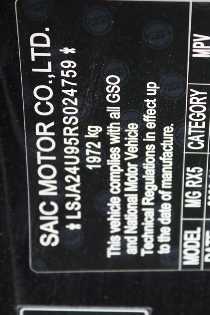 SAIC MOTOR CO.,LTD.
* LSJA24U95RS024759 *
1972 kg
This vehicle complies with all GSO
and National Motor Vehicle
Technical Regulations in effect up
to the date of manufacture.
MODEL MG RX5 CATEGORY MPV
DATE